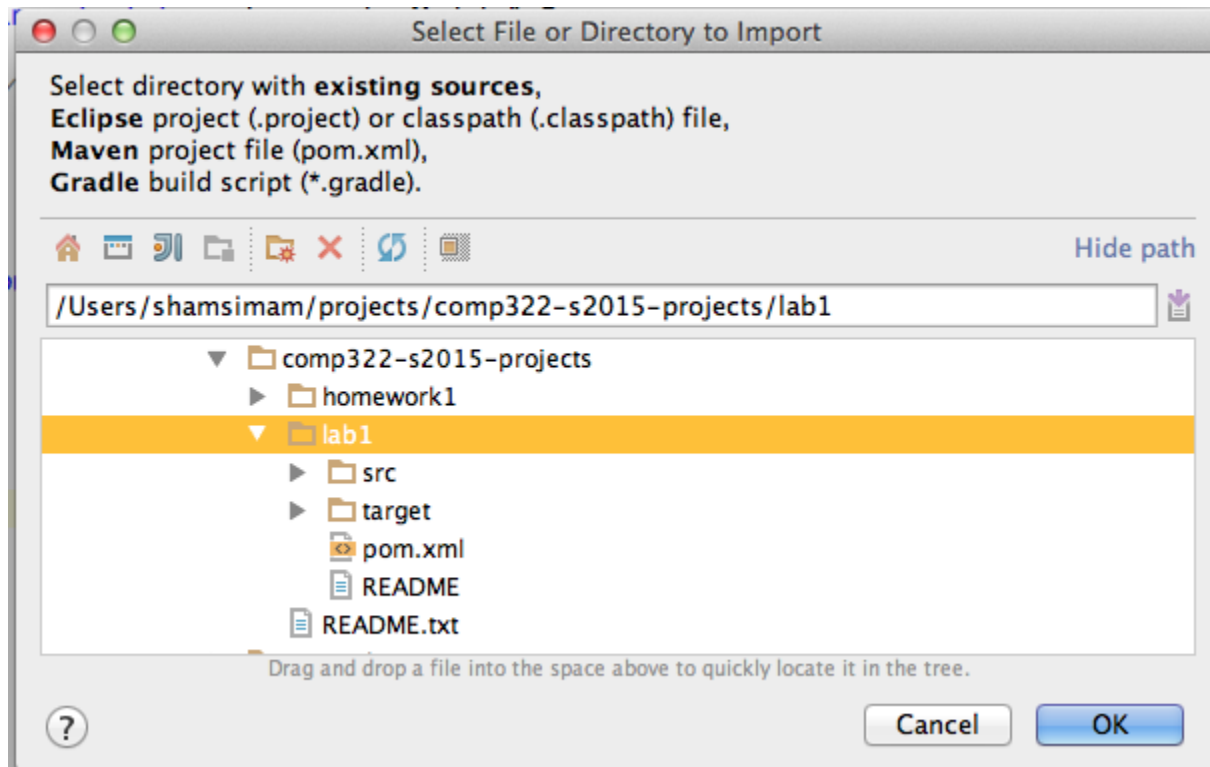 Select File or Directory to Import
Select directory with existing sources,
Eclipse project (.project) or classpath (.classpath) file,
Maven project file (pom.xml),
Gradle build script (*.gradle).
Hide path
/Users/shamsimam/projects/comp322-s2015-projects/lab1
comp322-s2015-projects
homework1
lab1
src
target
pom.xml
README
README.txt
Drag and drop a file into the space above to quickly locate it in the tree.
?
Cancel
OK